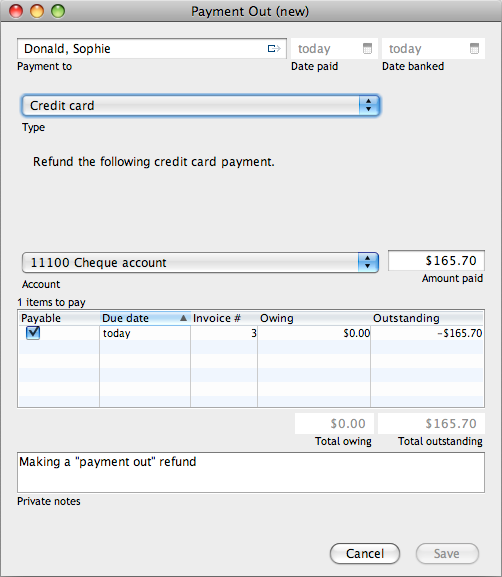 Payment Out (new)
Donald, Sophie today today
Payment to Date paid Date banked
Credit card
Type
Refund the following credit card payment.
11100 Cheque account $165.70
Account Amount paid
1 items to pay
Payable Due date Invoice # Owing Outstanding
today 3 $0.00 -$165.70
$0.00 $165.70
Total owing Total outstanding
Making a "payment out" refund
Private notes
Cancel Save